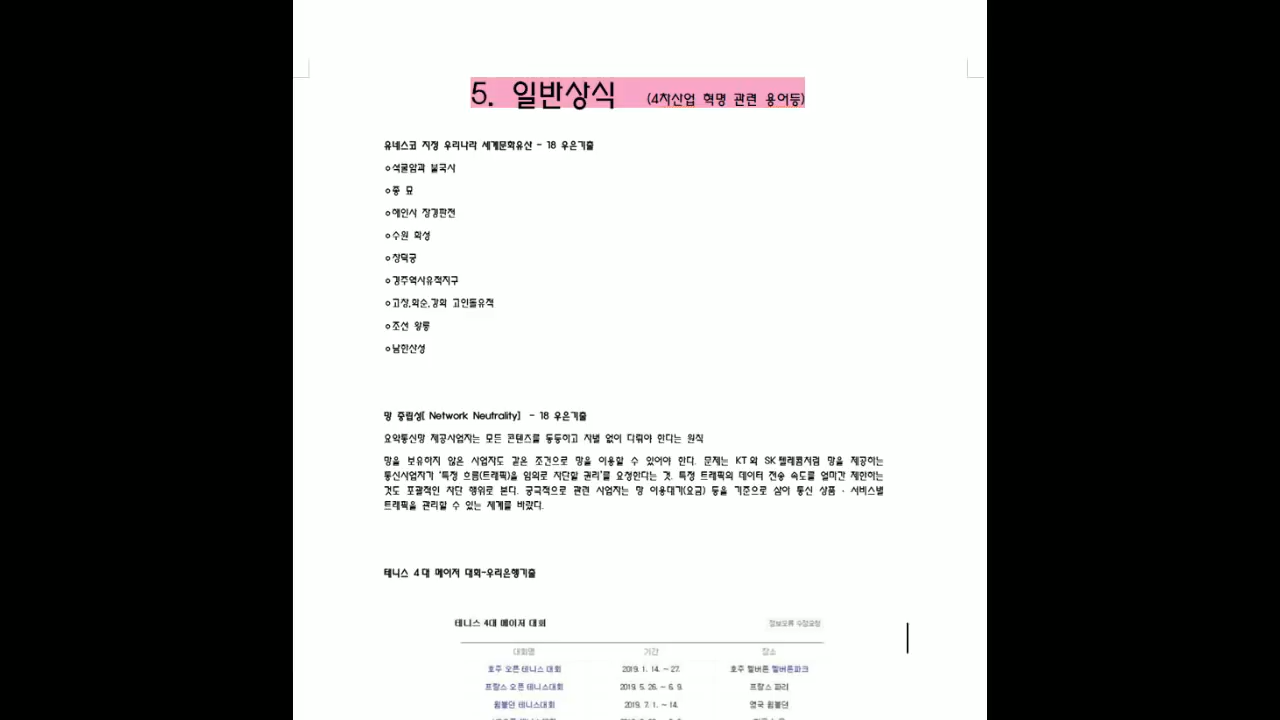 5. 일반상식 (4차산업 혁명 관련 용어등)
유네스코 지정 우리나라 세계문화유산 - 18 우은기출
○석굴암과 불국사
○종 묘
○해인사 장경판전
○수원 화성
○창덕궁
○경주역사유적지구
○고창,화순,강화 고인돌유적
○조선 왕릉
○남한산성
망 중립성[ Network Neutrality] - 18 우은기출
요약통신망 제공사업자는 모든 콘텐츠를 동등하고 차별 없이 다뤄야 한다는 원칙
망을 보유하지 않은 사업자도 같은 조건으로 망을 이용할 수 있어야 한다. 문제는 KT와 SK텔레콤처럼 망을 제공하는
통신사업자가 '특정 흐름(트래픽)을 임의로 차단할 권리'를 요청한다는 것. 특정 트래픽의 데이터 전송 속도를 얼마간 제한하는
것도 포괄적인 차단 행위로 본다. 궁극적으로 관련 사업자는 망 이용대가(요금) 등을 기준으로 삼아 통신 상품 · 서비스별
트래픽을 관리할 수 있는 체계를 바랐다.
테니스 4대 메이저 대회-우리은행기출
테니스 4대 메이저 대회 정보오류 수정요청
대회명 기간 장소
호주 오픈 테니스 대회 2019. 1. 14. ~ 27. 호주 멜버른 멜버른파크
프랑스 오픈 테니스대회 2019. 5. 26. ~ 6. 9. 프랑스 파리
윔블던 테니스대회 2019. 7. 1. ~ 14. 영국 윔블던